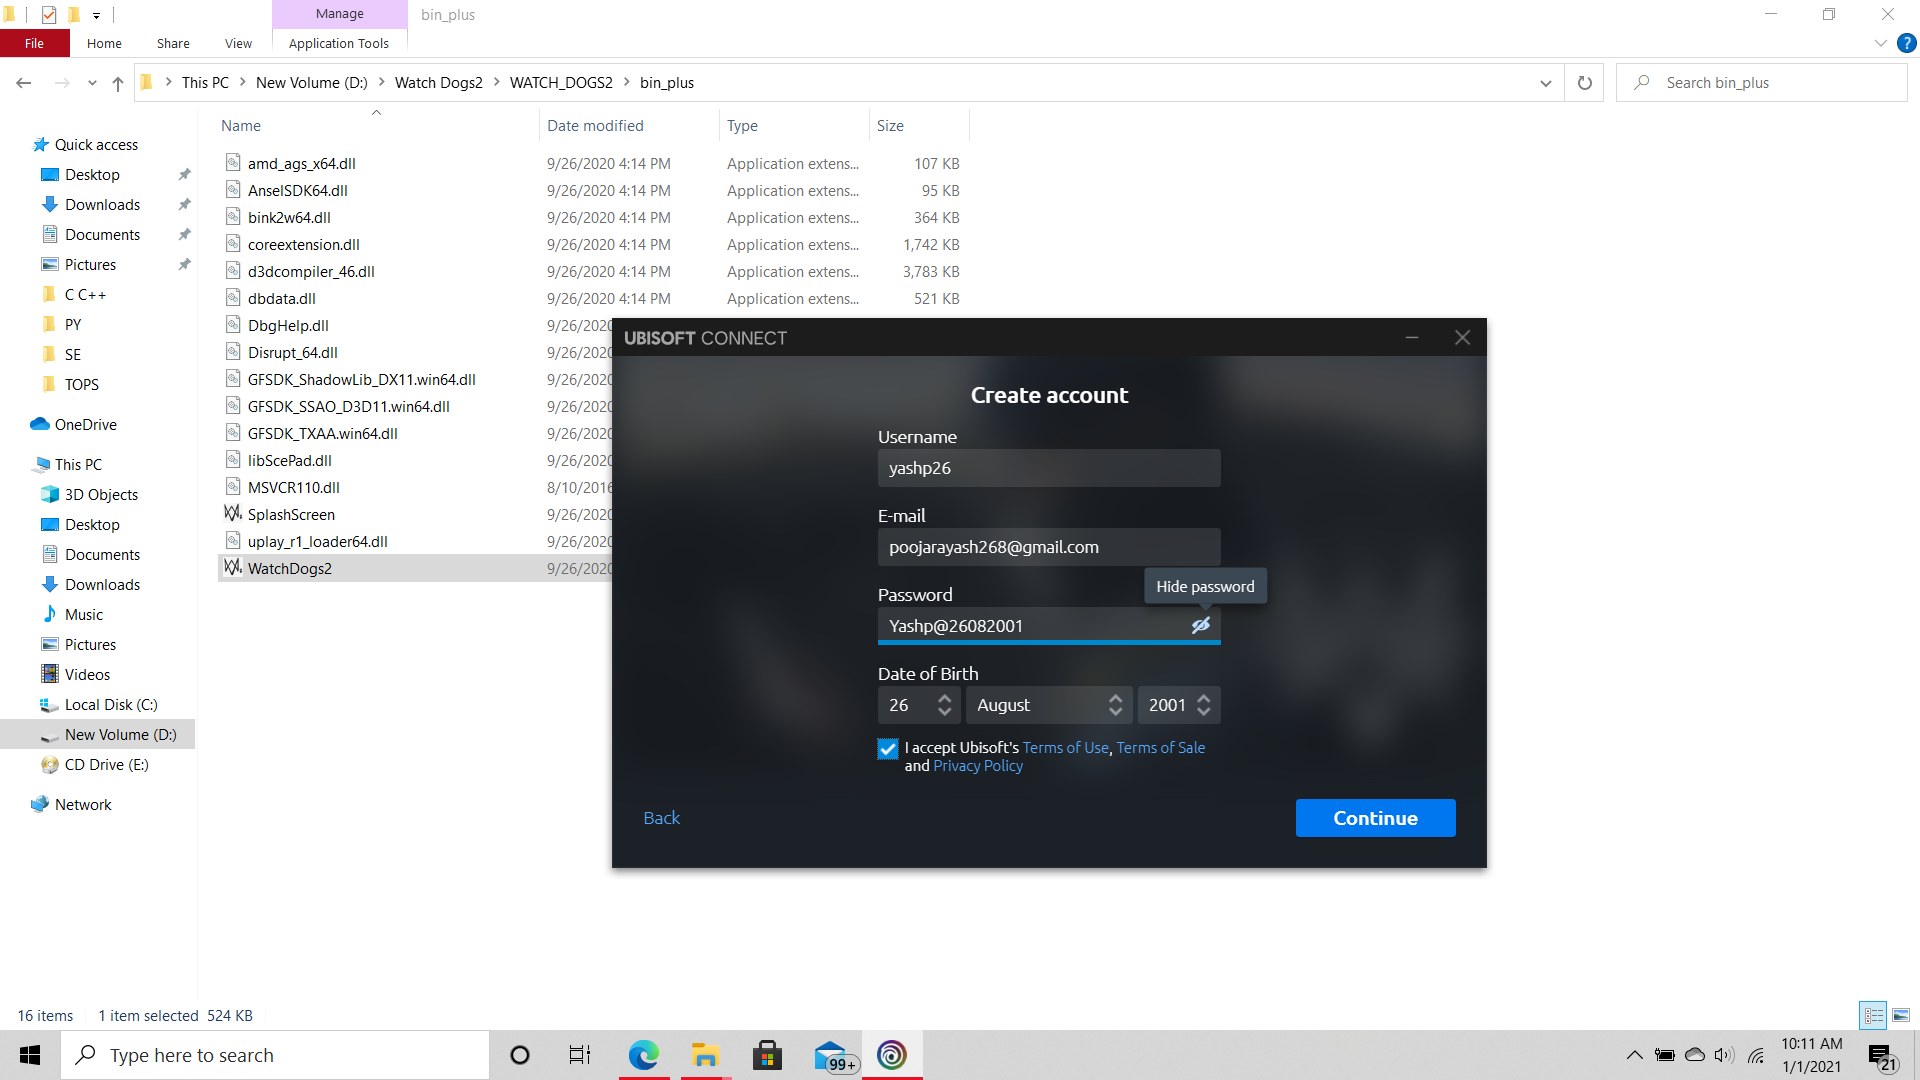 Manage
bin_plus
File
Home
Share
View
Application Tools
?
This PC
New Volume (D:)
Watch Dogs2
WATCH_DOGS2
bin_plus
Search bin_plus
Name
Date modified
Type
Size
Quick access
Desktop
Downloads
Documents
Pictures
C C++
PY
SE
TOPS
OneDrive
This PC
3D Objects
Desktop
Documents
Downloads
Music
Pictures
Videos
Local Disk (C:)
New Volume (D:)
CD Drive (E:)
Network
amd_ags_x64.dll 9/26/2020 4:14 PM Application extens... 107 KB
AnselSDK64.dll 9/26/2020 4:14 PM Application extens... 95 KB
bink2w64.dll 9/26/2020 4:14 PM Application extens... 364 KB
coreextension.dll 9/26/2020 4:14 PM Application extens... 1,742 KB
d3dcompiler_46.dll 9/26/2020 4:14 PM Application extens... 3,783 KB
dbdata.dll 9/26/2020 4:14 PM Application extens... 521 KB
DbgHelp.dll 9/26/2020
Disrupt_64.dll 9/26/2020
GFSDK_ShadowLib_DX11.win64.dll 9/26/2020
GFSDK_SSAO_D3D11.win64.dll 9/26/2020
GFSDK_TXAA.win64.dll 9/26/2020
libScePad.dll 9/26/2020
MSVCR110.dll 8/10/2016
SplashScreen 9/26/2020
uplay_r1_loader64.dll 9/26/2020
WatchDogs2 9/26/2020
UBISOFT CONNECT
Create account
Username
yashp26
E-mail
poojarayash268@gmail.com
Hide password
Password
Yashp@26082001
Date of Birth
26 August 2001
I accept Ubisoft's Terms of Use, Terms of Sale
and Privacy Policy
Back
Continue
16 items 1 item selected 524 KB
Type here to search
99+
10:11 AM
1/1/2021
21